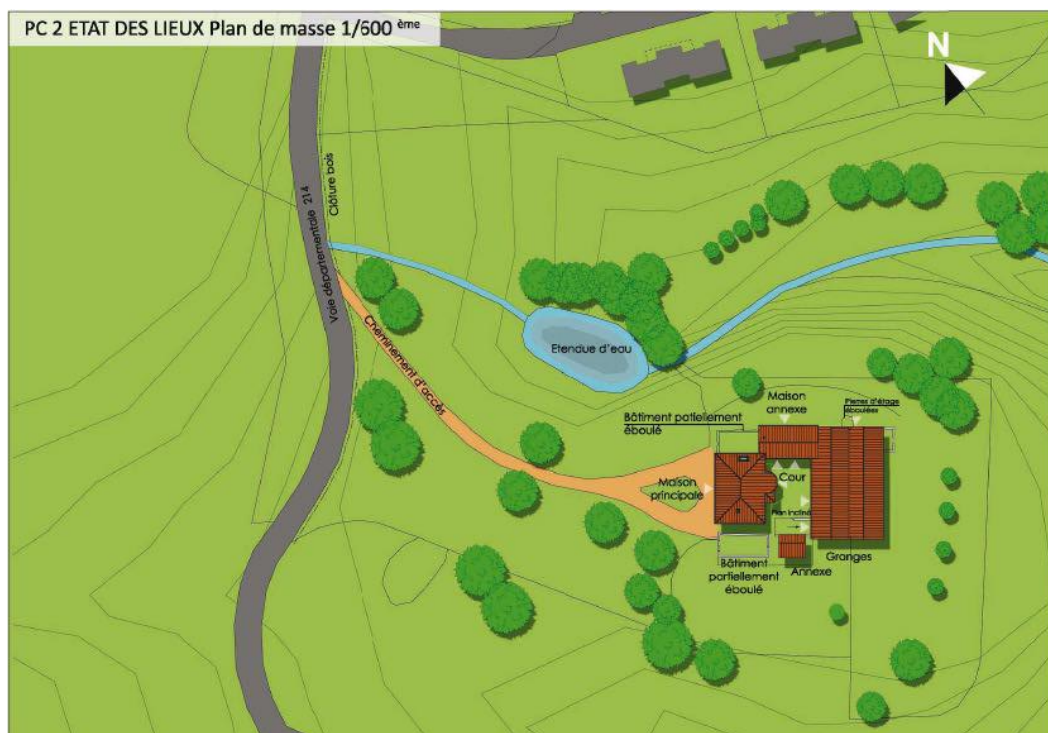 PC 2 ETAT DES LIEUX Plan de masse 1/600 ème
N
Clôture bois
Voie départementale 214
Cheminement d'accès
Etendue d'eau
Maison
annexe
Pierres d'étage
éboulées
Bâtiment patiellement
éboulé
Maison
principale
Cour
Plan incliné
Granges
Annexe
Bâtiment
partiellement
éboulé